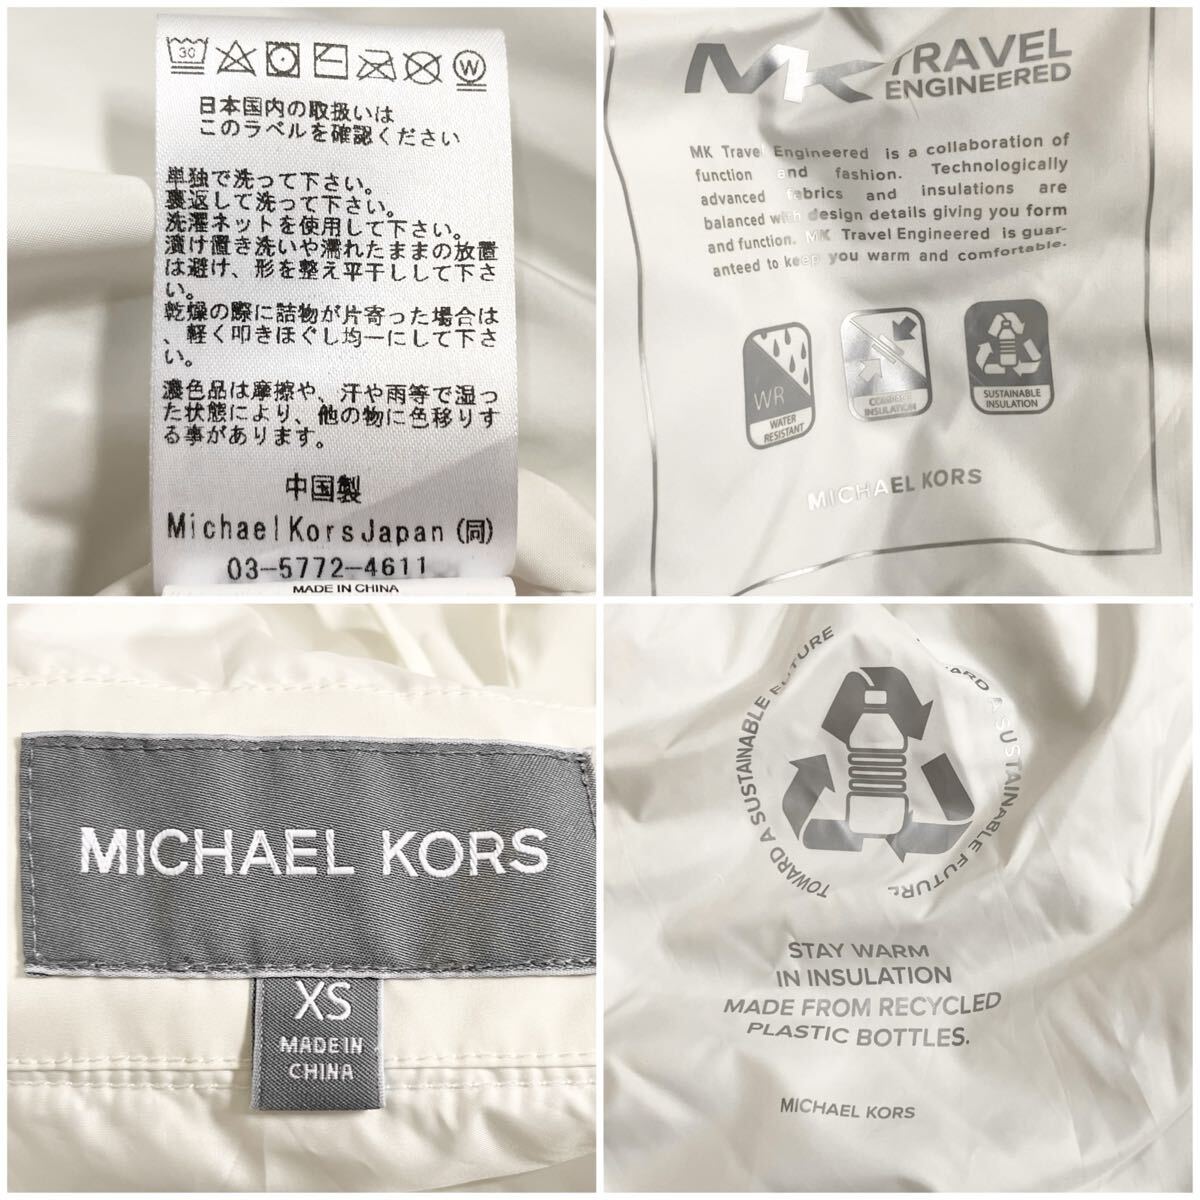 30
W
日本国内の取扱いは
このラベルを確認ください
単独で洗って下さい。
裏返して洗って下さい。
洗濯ネットを使用して下さい。
漬け置き洗いや濡れたままの放置
は避け、形を整え平干しして下さ
い。
乾燥の際に詰物が片寄った場合は
、軽く叩きほぐし均一にして下さ
い。
濃色品は摩擦や、汗や雨等で湿っ
た状態により、他の物に色移りす
る事があります。
中国製
Michael Kors Japan (同)
03-5772-4611
MADE IN CHINA
MK TRAVEL
ENGINEERED
MK Travel Engineered is a collaboration of
function and fashion. Technologically
advanced fabrics and insulations are
balanced with design details giving you form
and function. MK Travel Engineered is guar-
anteed to keep you warm and comfortable.
WR
WATER
RESISTANT
INSULATION
SUSTAINABLE
INSULATION
MICHAEL KORS
MICHAEL KORS
XS
MADE IN
CHINA
TOWARD A SUSTAINABLE FUTURE
TOWARD A SUSTAINABLE FUTURE
STAY WARM
IN INSULATION
MADE FROM RECYCLED
PLASTIC BOTTLES.
MICHAEL KORS